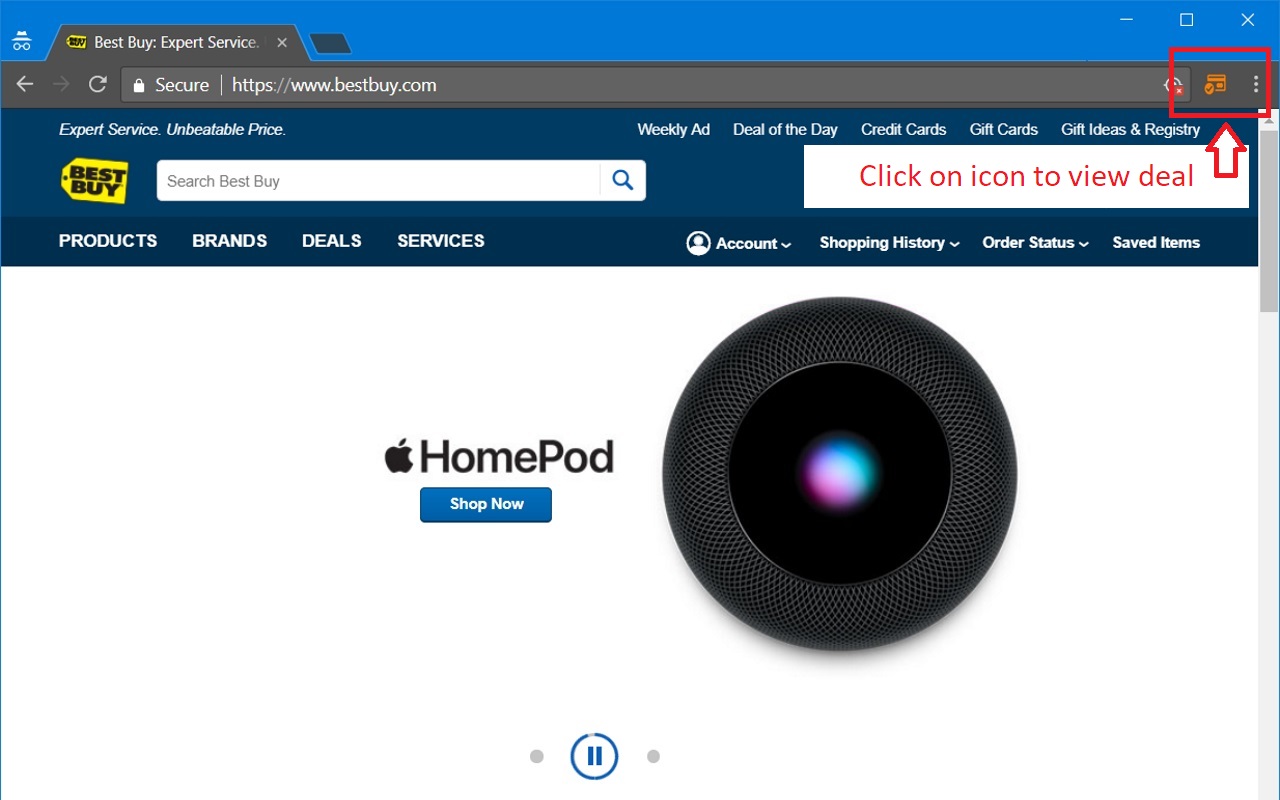 Best Buy: Expert Service.
Secure
https://www.bestbuy.com
Expert Service. Unbeatable Price.
Weekly Ad
Deal of the Day
Credit Cards
Gift Cards
Gift Ideas & Registry
BEST BUY
Search Best Buy
Click on icon to view deal
PRODUCTS
BRANDS
DEALS
SERVICES
Account
Shopping History
Order Status
Saved Items
HomePod
Shop Now